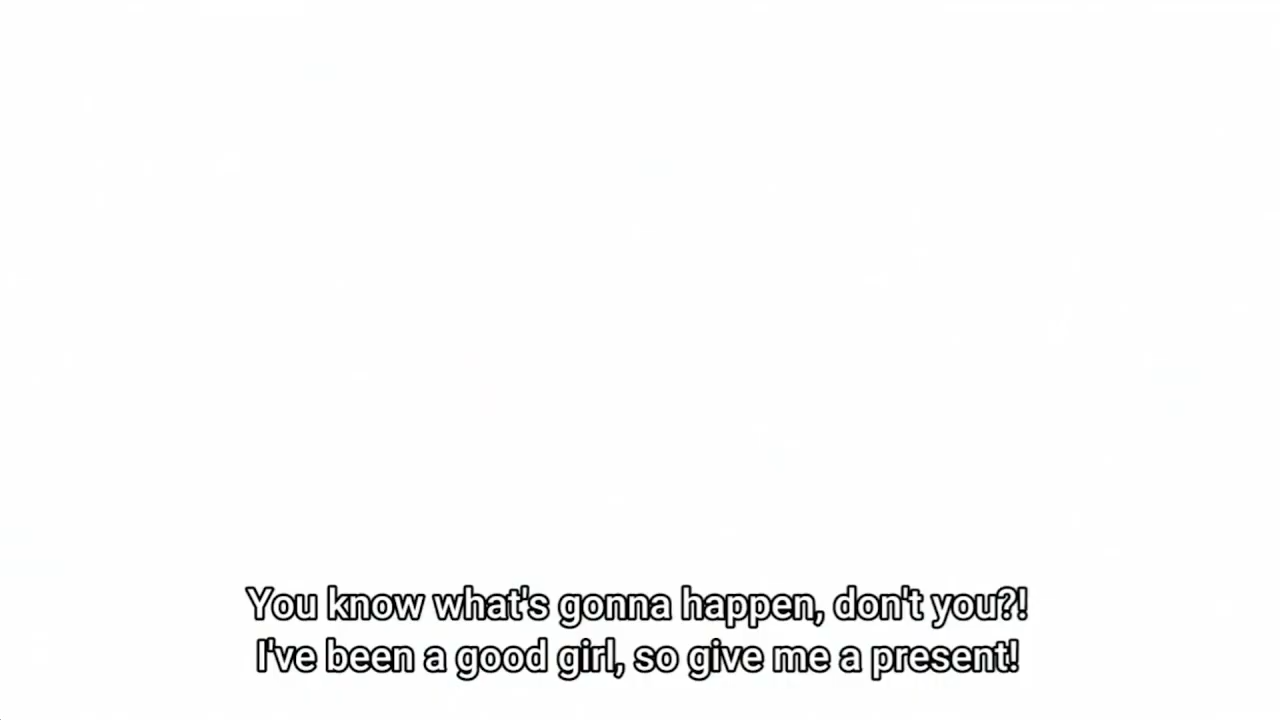 You know what's gonna happen, don't you?!
I've been a good girl, so give me a present!